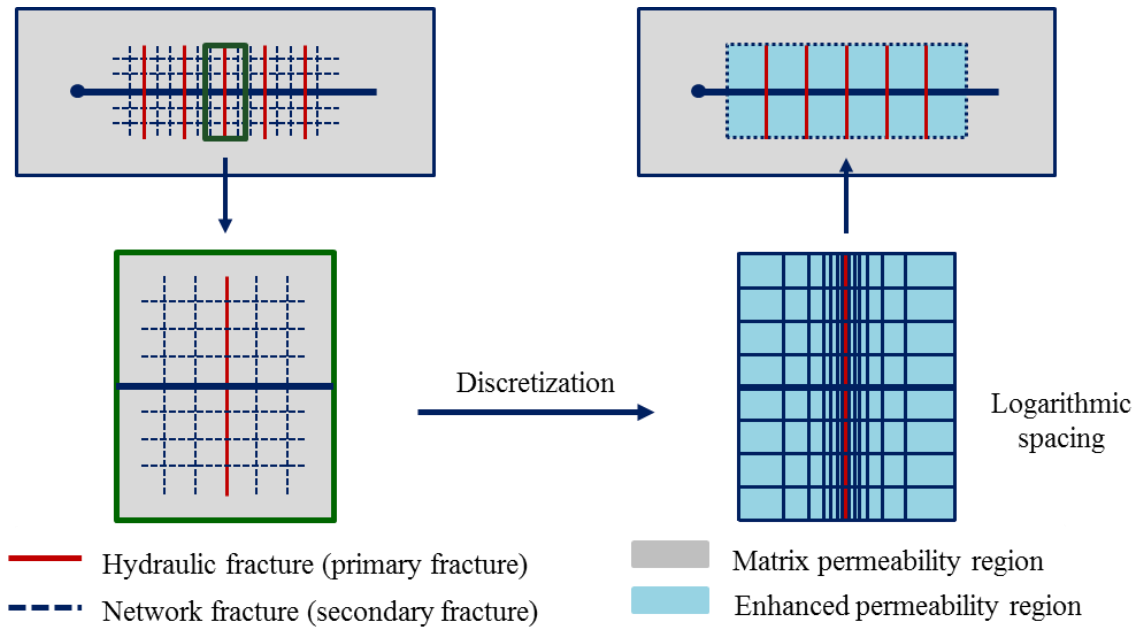 Discretization
Logarithmic
spacing
Hydraulic fracture (primary fracture)
Network fracture (secondary fracture)
Matrix permeability region
Enhanced permeability region